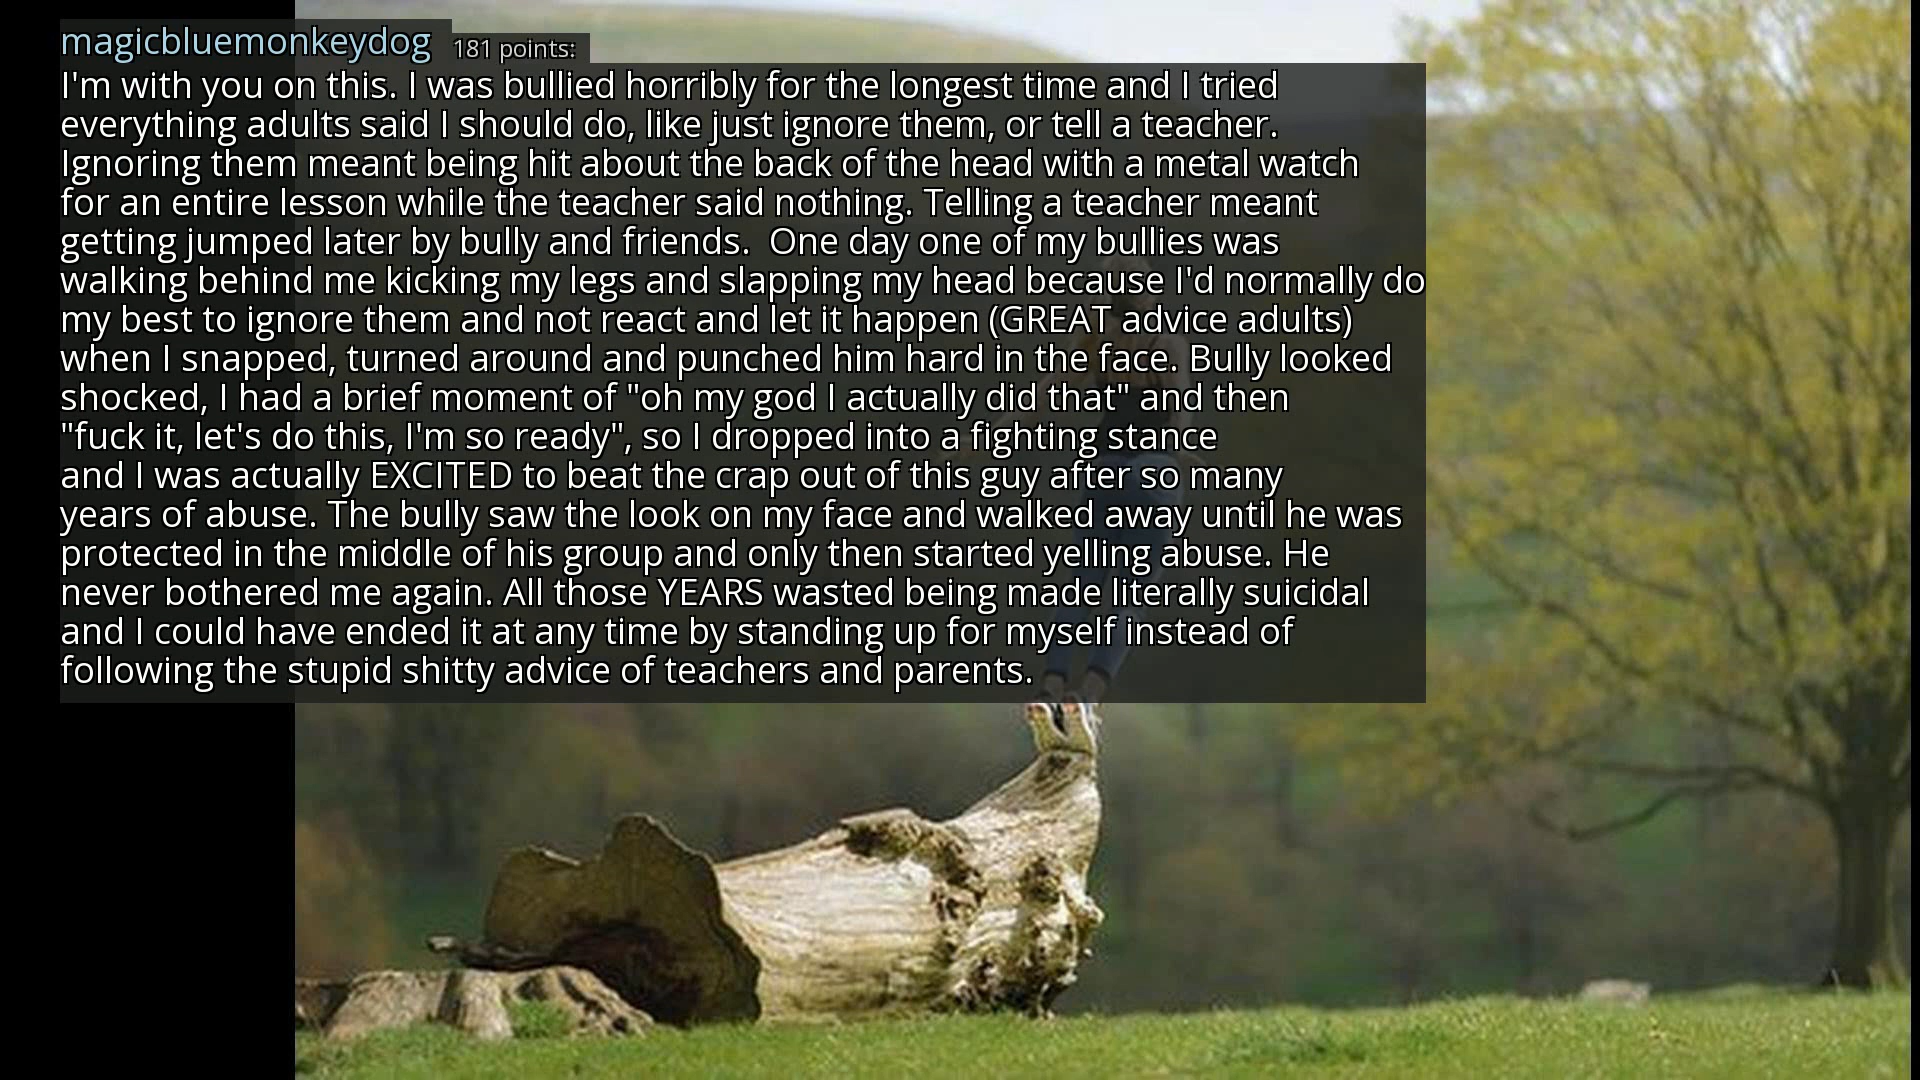 magicbluemonkeydog 181 points:
I'm with you on this. I was bullied horribly for the longest time and I tried
everything adults said I should do, like just ignore them, or tell a teacher.
Ignoring them meant being hit about the back of the head with a metal watch
for an entire lesson while the teacher said nothing. Telling a teacher meant
getting jumped later by bully and friends.  One day one of my bullies was
walking behind me kicking my legs and slapping my head because I'd normally do
my best to ignore them and not react and let it happen (GREAT advice adults)
when I snapped, turned around and punched him hard in the face. Bully looked
shocked, I had a brief moment of "oh my god I actually did that" and then
"fuck it, let's do this, I'm so ready", so I dropped into a fighting stance
and I was actually EXCITED to beat the crap out of this guy after so many
years of abuse. The bully saw the look on my face and walked away until he was
protected in the middle of his group and only then started yelling abuse. He
never bothered me again. All those YEARS wasted being made literally suicidal
and I could have ended it at any time by standing up for myself instead of
following the stupid shitty advice of teachers and parents.